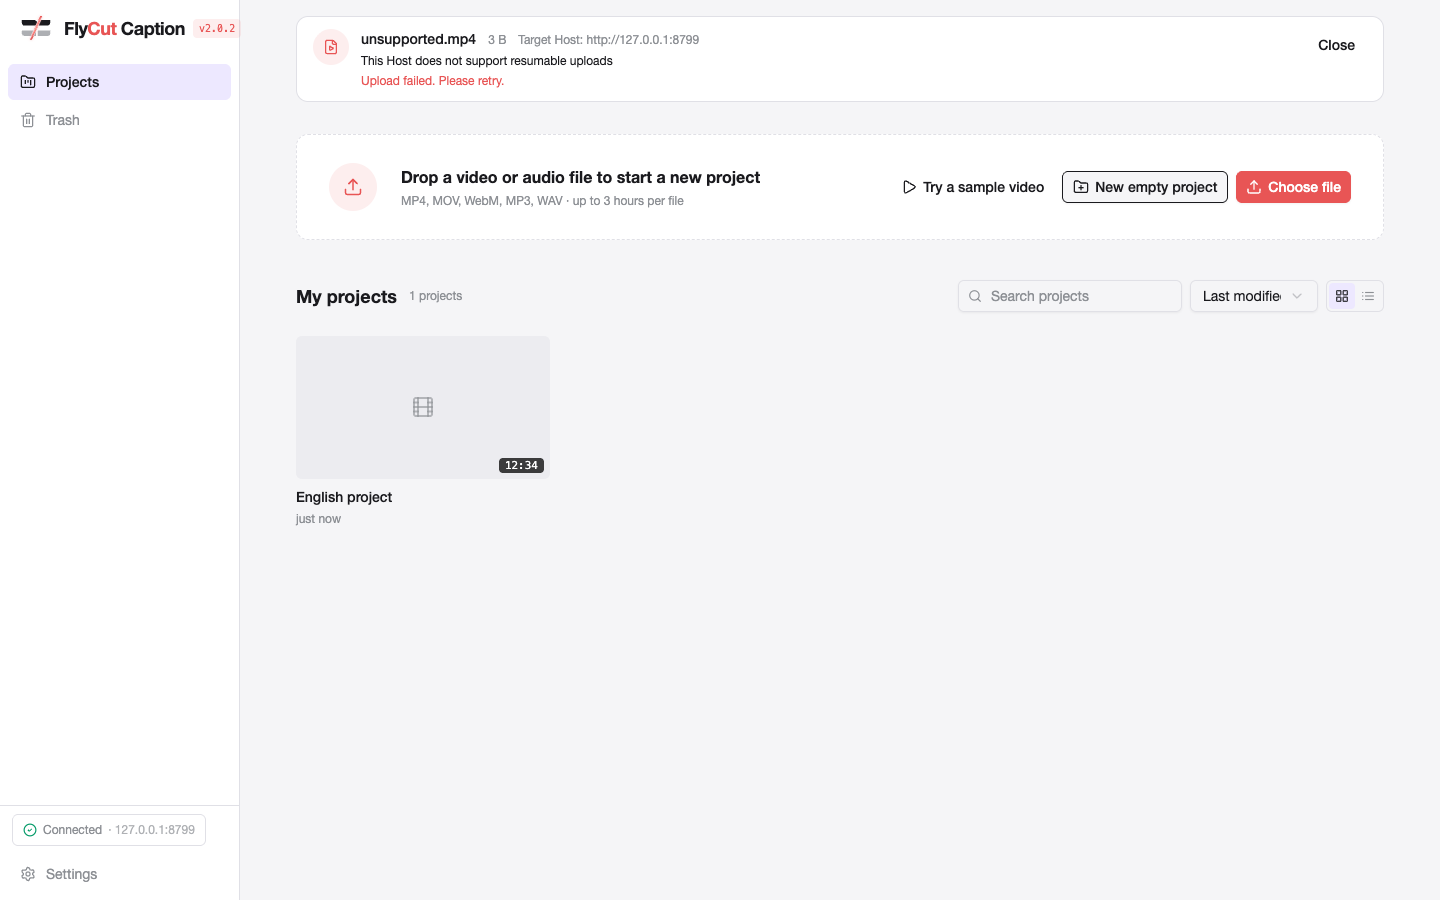 FlyCut Caption v2.0.2
Projects
Trash
unsupported.mp4 3 B Target Host: http://127.0.0.1:8799
This Host does not support resumable uploads
Upload failed. Please retry.
Close
Drop a video or audio file to start a new project
MP4, MOV, WebM, MP3, WAV · up to 3 hours per file
Try a sample video
New empty project
Choose file
My projects 1 projects
Search projects
Last modifie
12:34
English project
just now
Connected · 127.0.0.1:8799
Settings